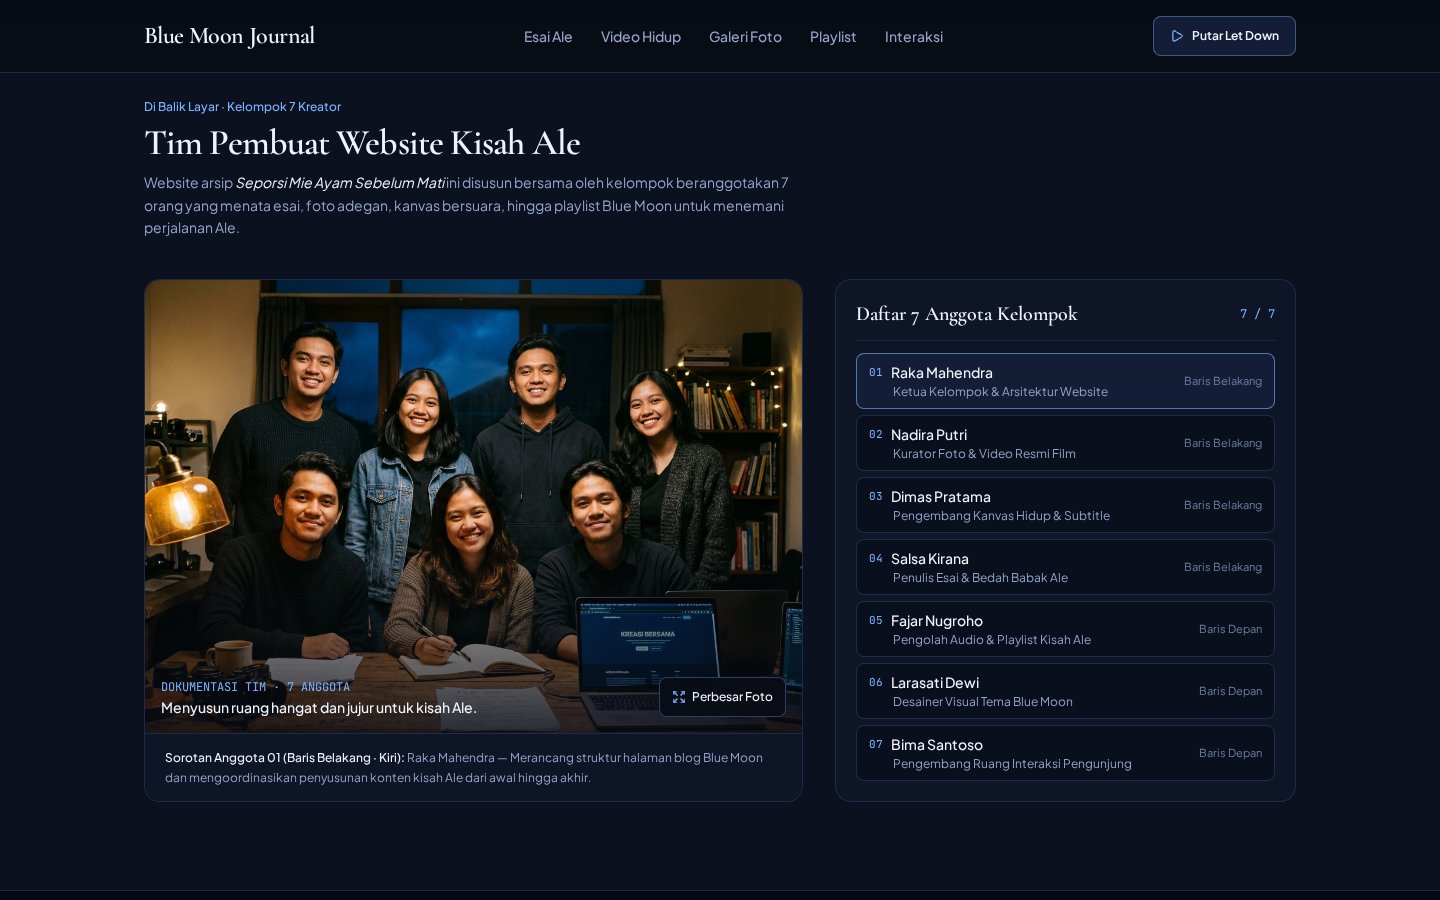 Blue Moon Journal
Esai Ale
Video Hidup
Galeri Foto
Playlist
Interaksi
Putar Let Down
Di Balik Layar · Kelompok 7 Kreator
Tim Pembuat Website Kisah Ale
Website arsip Seporsi Mie Ayam Sebelum Mati ini disusun bersama oleh kelompok beranggotakan 7
orang yang menata esai, foto adegan, kanvas bersuara, hingga playlist Blue Moon untuk menemani
perjalanan Ale.
KREASI BERSAMA
DOKUMENTASI TIM · 7 ANGGOTA
Menyusun ruang hangat dan jujur untuk kisah Ale.
Perbesar Foto
Sorotan Anggota 01 (Baris Belakang · Kiri): Raka Mahendra — Merancang struktur halaman blog Blue Moon
dan mengoordinasikan penyusunan konten kisah Ale dari awal hingga akhir.
Daftar 7 Anggota Kelompok
7 / 7
01 Raka Mahendra
Ketua Kelompok & Arsitektur Website
Baris Belakang
02 Nadira Putri
Kurator Foto & Video Resmi Film
Baris Belakang
03 Dimas Pratama
Pengembang Kanvas Hidup & Subtitle
Baris Belakang
04 Salsa Kirana
Penulis Esai & Bedah Babak Ale
Baris Belakang
05 Fajar Nugroho
Pengolah Audio & Playlist Kisah Ale
Baris Depan
06 Larasati Dewi
Desainer Visual Tema Blue Moon
Baris Depan
07 Bima Santoso
Pengembang Ruang Interaksi Pengunjung
Baris Depan